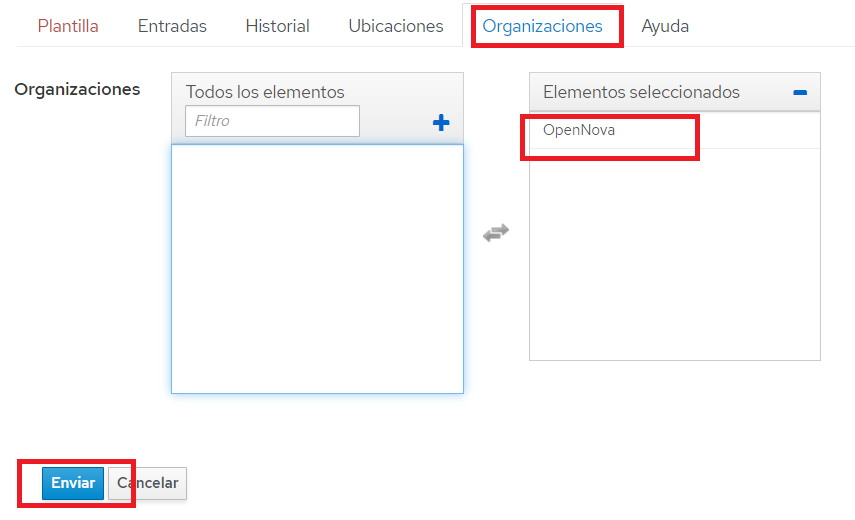 Plantilla Entradas Historial Ubicaciones Organizaciones Ayuda
Organizaciones
Todos los elementos
Filtro
Elementos seleccionados
OpenNova
Enviar Cancelar